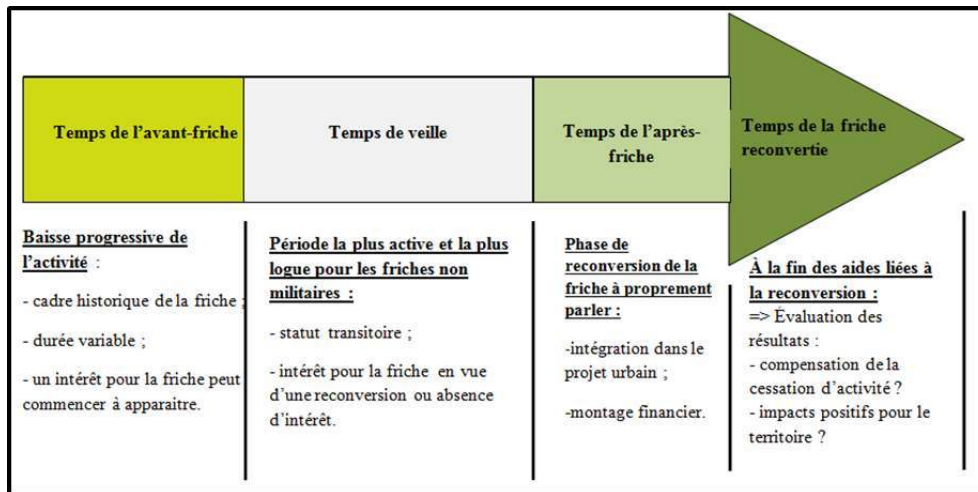 Temps de l'avant-friche
Temps de veille
Temps de l'après-
friche
Temps de la friche
reconvertie
Baisse progressive de
l'activité :
- cadre historique de la friche ;
- durée variable ;
- un intérêt pour la friche peut
commencer à apparaitre.
Période la plus active et la plus
logue pour les friches non
militaires :
- statut transitoire ;
- intérêt pour la friche en vue
d'une reconversion ou absence
d'intérêt.
Phase de
reconversion de la
friche à proprement
parler :
-intégration dans le
projet urbain ;
-montage financier.
À la fin des aides liées à
la reconversion :
=> Évaluation des
résultats :
- compensation de la
cessation d'activité ?
- impacts positifs pour le
territoire ?